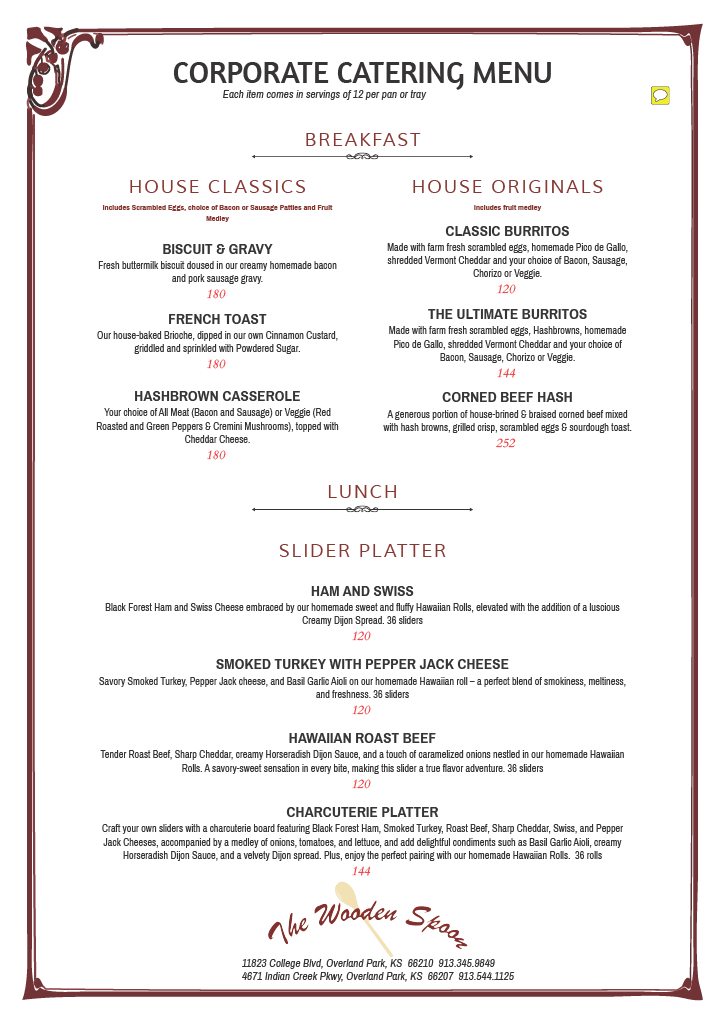 CORPORATE CATERING MENU
Each item comes in servings of 12 per pan or tray
BREAKFAST
HOUSE CLASSICS
Includes Scrambled Eggs, choice of Bacon or Sausage Patties and Fruit
Medley
BISCUIT & GRAVY
Fresh buttermilk biscuit doused in our creamy homemade bacon
and pork sausage gravy.
180
FRENCH TOAST
Our house-baked Brioche, dipped in our own Cinnamon Custard,
griddled and sprinkled with Powdered Sugar.
180
HASHBROWN CASSEROLE
Your choice of All Meat (Bacon and Sausage) or Veggie (Red
Roasted and Green Peppers & Cremini Mushrooms), topped with
Cheddar Cheese.
180
HOUSE ORIGINALS
Includes fruit medley
CLASSIC BURRITOS
Made with farm fresh scrambled eggs, homemade Pico de Gallo,
shredded Vermont Cheddar and your choice of Bacon, Sausage,
Chorizo or Veggie.
120
THE ULTIMATE BURRITOS
Made with farm fresh scrambled eggs, Hashbrowns, homemade
Pico de Gallo, shredded Vermont Cheddar and your choice of
Bacon, Sausage, Chorizo or Veggie.
144
CORNED BEEF HASH
A generous portion of house-brined & braised corned beef mixed
with hash browns, grilled crisp, scrambled eggs & sourdough toast.
252
LUNCH
SLIDER PLATTER
HAM AND SWISS
Black Forest Ham and Swiss Cheese embraced by our homemade sweet and fluffy Hawaiian Rolls, elevated with the addition of a luscious
Creamy Dijon Spread. 36 sliders
120
SMOKED TURKEY WITH PEPPER JACK CHEESE
Savory Smoked Turkey, Pepper Jack cheese, and Basil Garlic Aioli on our homemade Hawaiian roll – a perfect blend of smokiness, meltiness,
and freshness. 36 sliders
120
HAWAIIAN ROAST BEEF
Tender Roast Beef, Sharp Cheddar, creamy Horseradish Dijon Sauce, and a touch of caramelized onions nestled in our homemade Hawaiian
Rolls. A savory-sweet sensation in every bite, making this slider a true flavor adventure. 36 sliders
120
CHARCUTERIE PLATTER
Craft your own sliders with a charcuterie board featuring Black Forest Ham, Smoked Turkey, Roast Beef, Sharp Cheddar, Swiss, and Pepper
Jack Cheeses, accompanied by a medley of onions, tomatoes, and lettuce, and add delightful condiments such as Basil Garlic Aioli, creamy
Horseradish Dijon Sauce, and a velvety Dijon spread. Plus, enjoy the perfect pairing with our homemade Hawaiian Rolls. 36 rolls
144
The Wooden Spoon
11823 College Blvd, Overland Park, KS 66210 913.345.9849
4671 Indian Creek Pkwy, Overland Park, KS 66207 913.544.1125